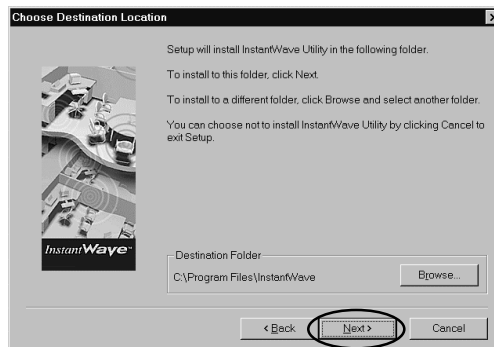 Choose Destination Location
Setup will install InstantWave Utility in the following folder.
To install to this folder, click Next.
To install to a different folder, click Browse and select another folder.
You can choose not to install InstantWave Utility by clicking Cancel to
exit Setup.
InstantWave™
Destination Folder
C:\Program Files\InstantWave
Browse...
< Back
Next >
Cancel